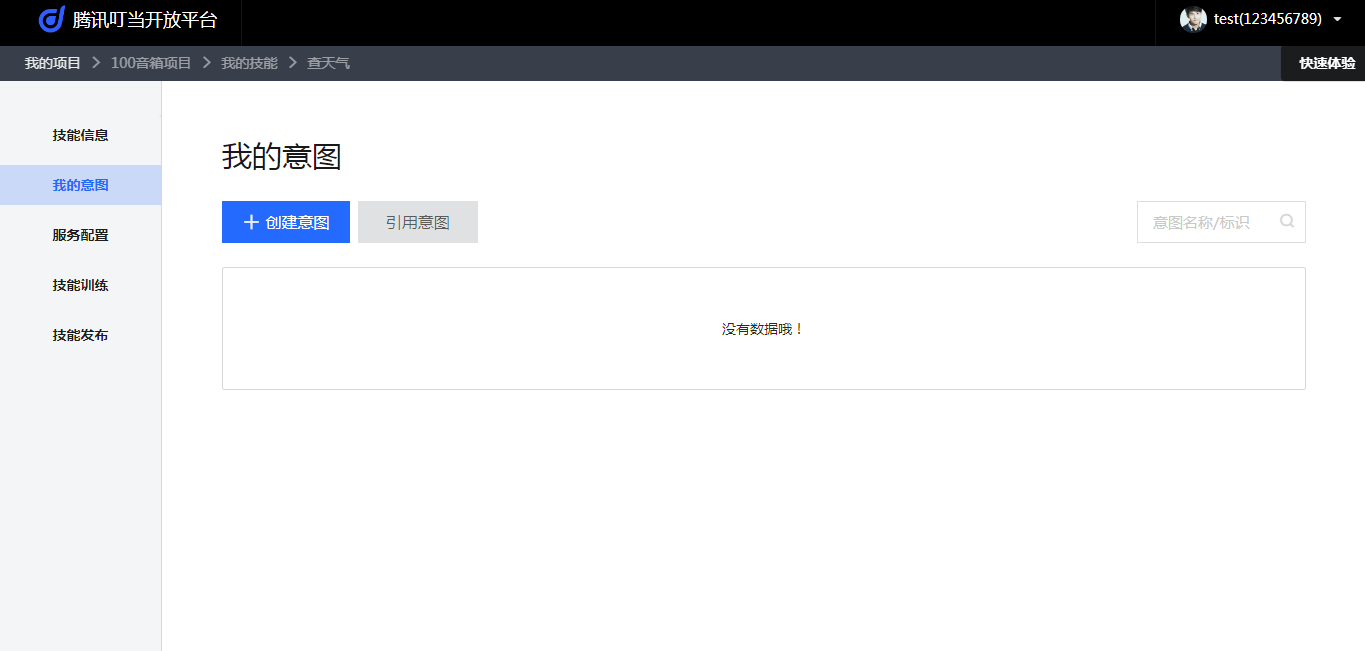 腾讯叮当开放平台
test(123456789)
我的项目 > 100音箱项目 > 我的技能 > 查天气
快速体验
技能信息
我的意图
服务配置
技能训练
技能发布
我的意图
+ 创建意图
引用意图
意图名称/标识
没有数据哦！